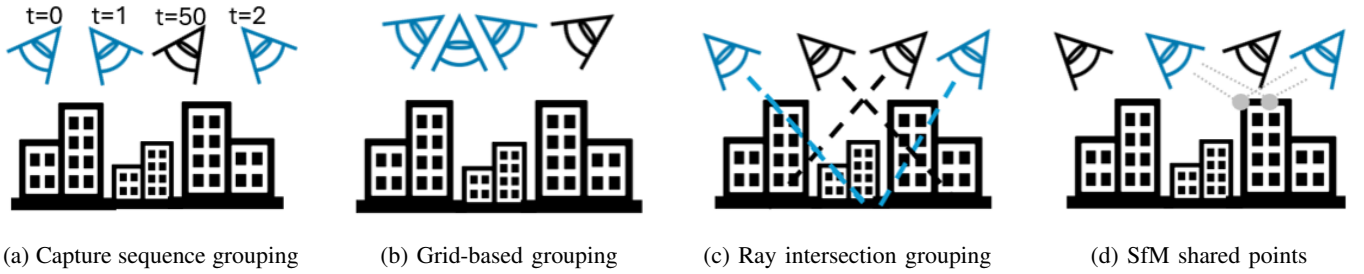 t=0 t=1 t=50 t=2
(a) Capture sequence grouping
(b) Grid-based grouping
(c) Ray intersection grouping
(d) SfM shared points